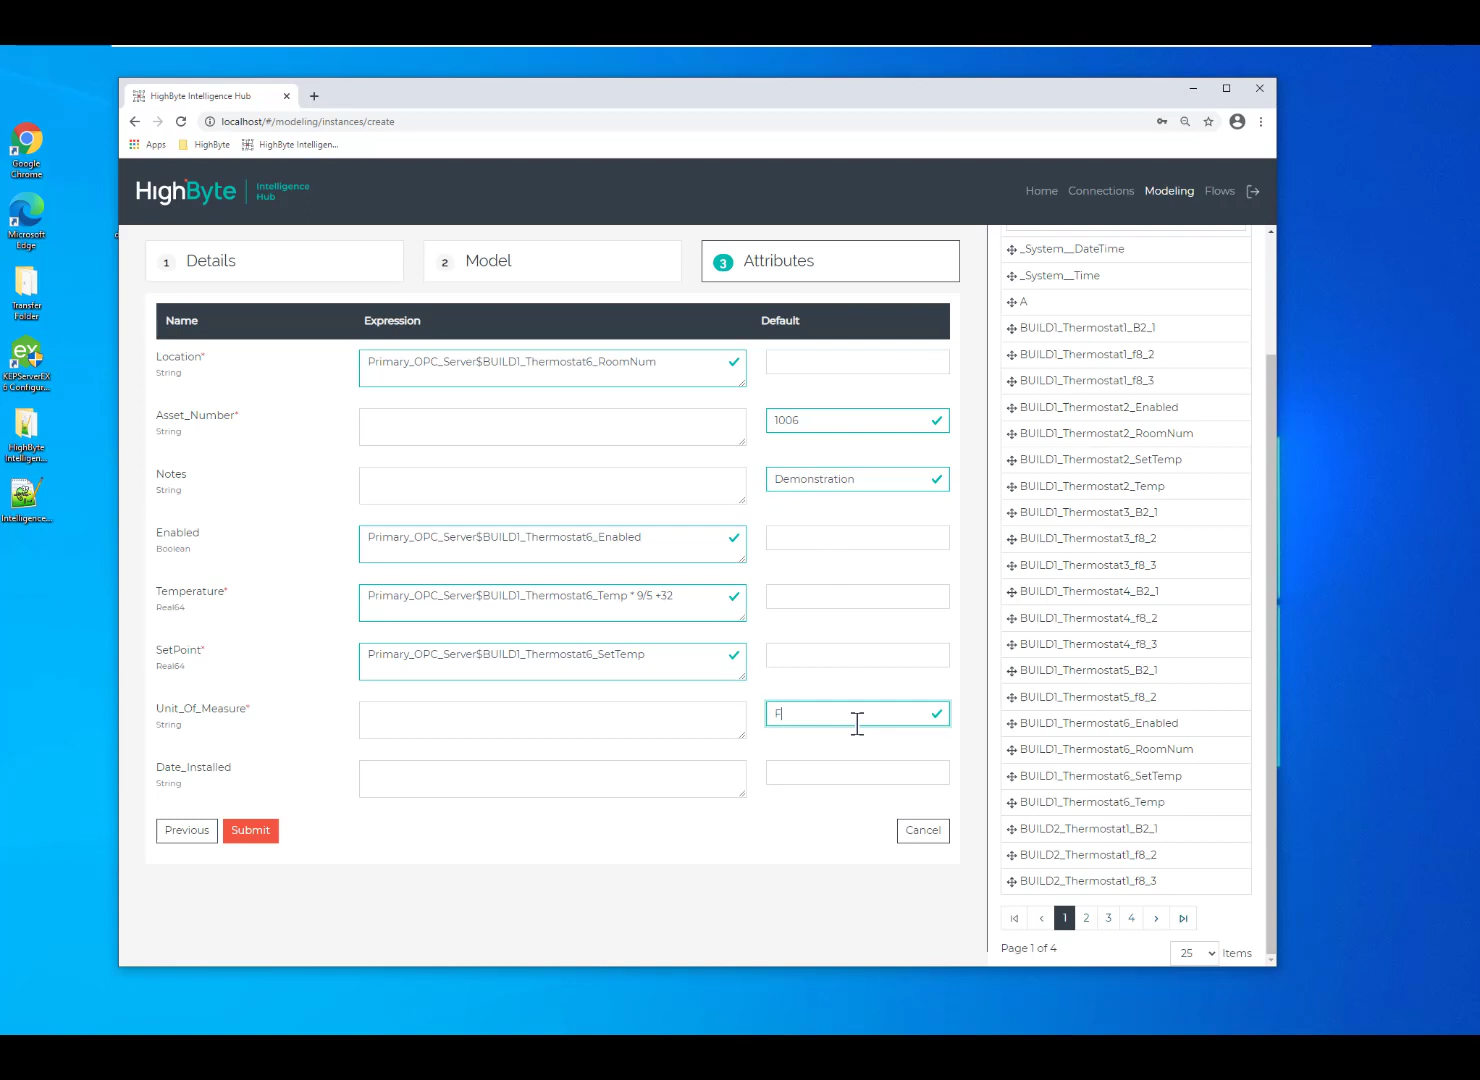 HighByte Intelligence Hub
localhost/#/modeling/instances/create
Apps
HighByte
HighByte Intelligen...
Google
Chrome
Microsoft
Edge
Transfer
Folder
KEPServerEX
6 Configur...
HighByte
Intelligen...
Intelligence...
HighByte
Intelligence
Hub
Home
Connections
Modeling
Flows
1 Details
2 Model
3 Attributes
Name
Expression
Default
Location*
String
Primary_OPC_Server$BUILD1_Thermostat6_RoomNum
Asset_Number*
String
1006
Notes
String
Demonstration
Enabled
Boolean
Primary_OPC_Server$BUILD1_Thermostat6_Enabled
Temperature*
Real64
Primary_OPC_Server$BUILD1_Thermostat6_Temp * 9/5 +32
SetPoint*
Real64
Primary_OPC_Server$BUILD1_Thermostat6_SetTemp
Unit_Of_Measure*
String
F
Date_Installed
String
Previous
Submit
Cancel
_System__DateTime
_System__Time
A
BUILD1_Thermostat1_B2_1
BUILD1_Thermostat1_f8_2
BUILD1_Thermostat1_f8_3
BUILD1_Thermostat2_Enabled
BUILD1_Thermostat2_RoomNum
BUILD1_Thermostat2_SetTemp
BUILD1_Thermostat2_Temp
BUILD1_Thermostat3_B2_1
BUILD1_Thermostat3_f8_2
BUILD1_Thermostat3_f8_3
BUILD1_Thermostat4_B2_1
BUILD1_Thermostat4_f8_2
BUILD1_Thermostat4_f8_3
BUILD1_Thermostat5_B2_1
BUILD1_Thermostat5_f8_2
BUILD1_Thermostat6_Enabled
BUILD1_Thermostat6_RoomNum
BUILD1_Thermostat6_SetTemp
BUILD1_Thermostat6_Temp
BUILD2_Thermostat1_B2_1
BUILD2_Thermostat1_f8_2
BUILD2_Thermostat1_f8_3
1 2 3 4
Page 1 of 4
25 Items